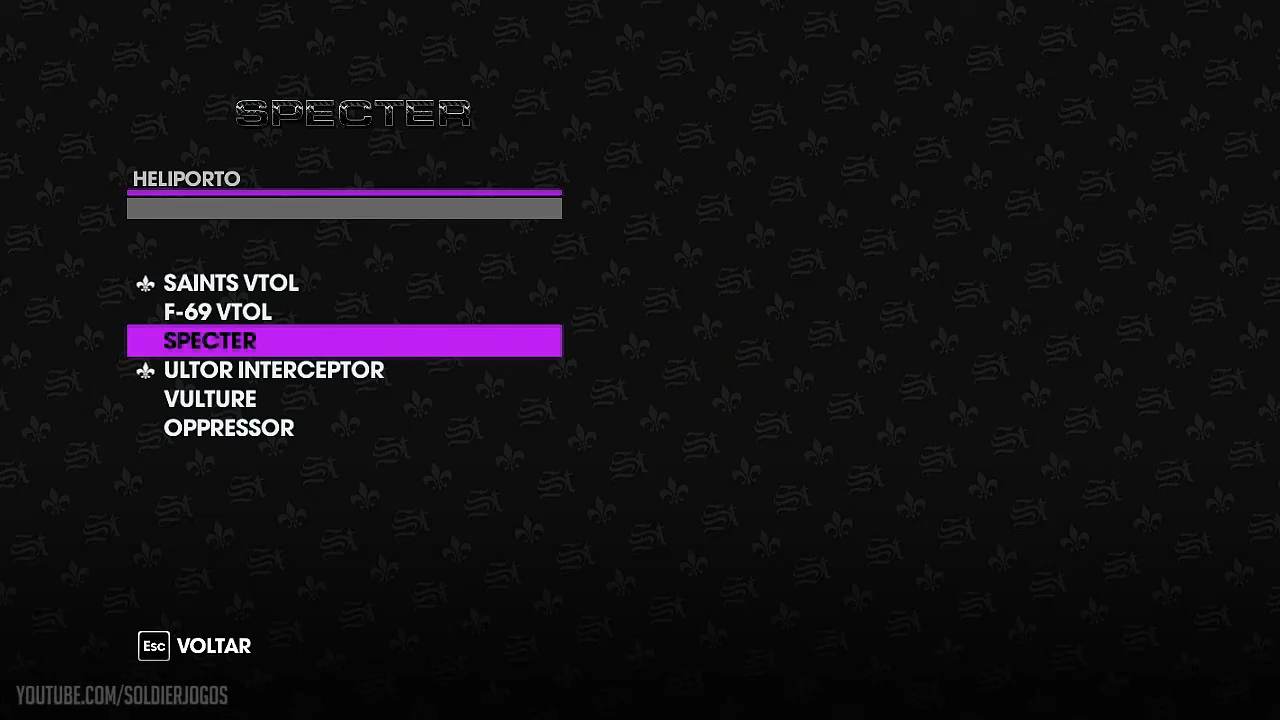 SPECTER
HELIPORTO
SAINTS VTOL
F-69 VTOL
SPECTER
ULTOR INTERCEPTOR
VULTURE
OPPRESSOR
Esc VOLTAR
YOUTUBE.COM/SOLDIERJOGOS